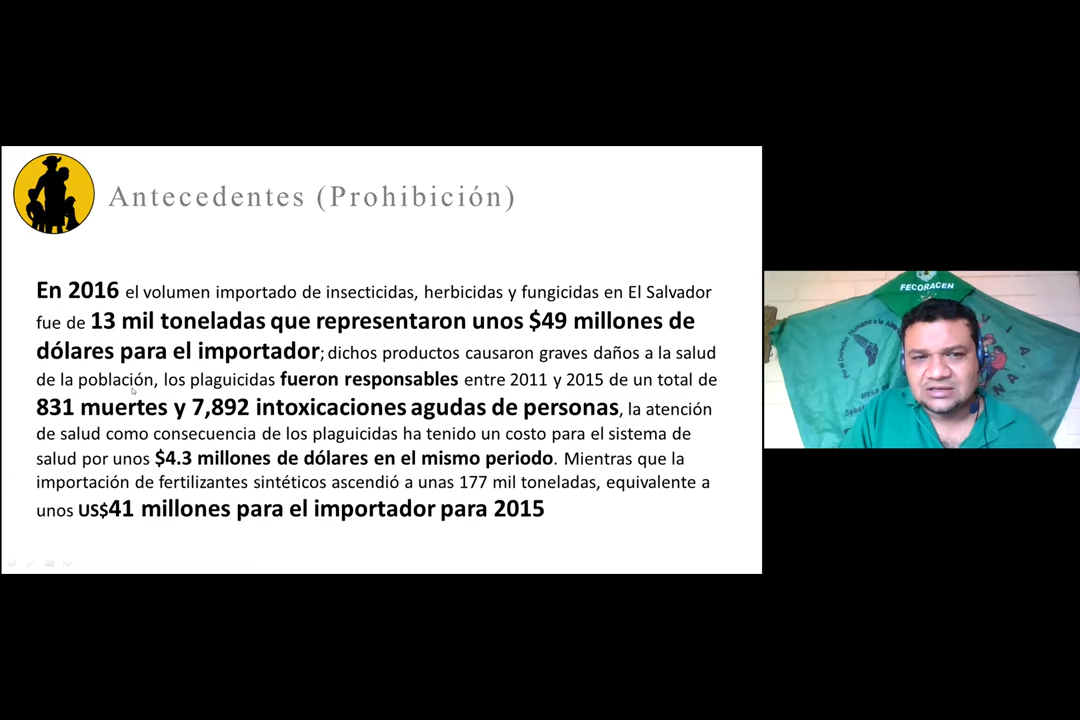 Antecedentes (Prohibición)
En 2016 el volumen importado de insecticidas, herbicidas y fungicidas en El Salvador
fue de 13 mil toneladas que representaron unos $49 millones de
dólares para el importador; dichos productos causaron graves daños a la salud
de la población, los plaguicidas fueron responsables entre 2011 y 2015 de un total de
831 muertes y 7,892 intoxicaciones agudas de personas, la atención
de salud como consecuencia de los plaguicidas ha tenido un costo para el sistema de
salud por unos $4.3 millones de dólares en el mismo periodo. Mientras que la
importación de fertilizantes sintéticos ascendió a unas 177 mil toneladas, equivalente a
unos US$41 millones para el importador para 2015
FECORACEN
Por el Derecho Humano a la